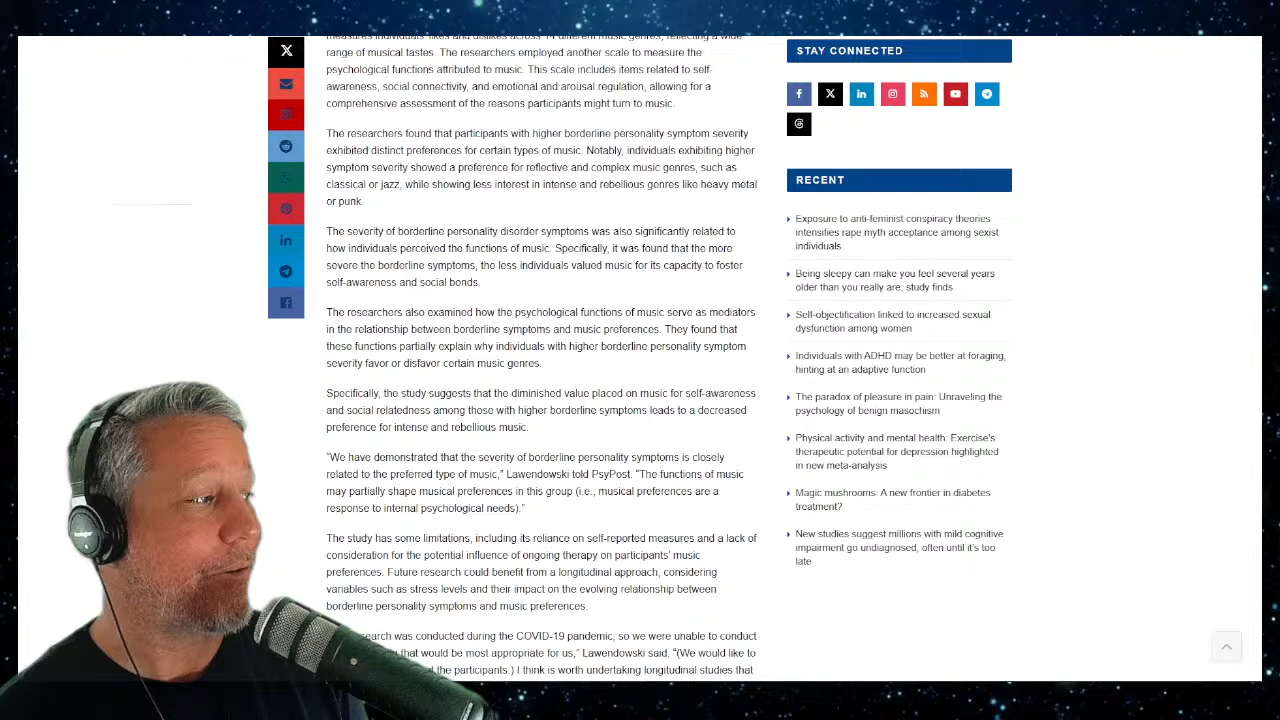 measures individuals' likes and dislikes across 14 different music genres, reflecting a wide
range of musical tastes. The researchers employed another scale to measure the
psychological functions attributed to music. This scale includes items related to self-
awareness, social connectivity, and emotional and arousal regulation, allowing for a
comprehensive assessment of the reasons participants might turn to music.
The researchers found that participants with higher borderline personality symptom severity
exhibited distinct preferences for certain types of music. Notably, individuals exhibiting higher
symptom severity showed a preference for reflective and complex music genres, such as
classical or jazz, while showing less interest in intense and rebellious genres like heavy metal
or punk.
The severity of borderline personality disorder symptoms was also significantly related to
how individuals perceived the functions of music. Specifically, it was found that the more
severe the borderline symptoms, the less individuals valued music for its capacity to foster
self-awareness and social bonds.
The researchers also examined how the psychological functions of music serve as mediators
in the relationship between borderline symptoms and music preferences. They found that
these functions partially explain why individuals with higher borderline personality symptom
severity favor or disfavor certain music genres.
Specifically, the study suggests that the diminished value placed on music for self-awareness
and social relatedness among those with higher borderline symptoms leads to a decreased
preference for intense and rebellious music.
“We have demonstrated that the severity of borderline personality symptoms is closely
related to the preferred type of music,” Lawendowski told PsyPost. “The functions of music
may partially shape musical preferences in this group (i.e., musical preferences are a
response to internal psychological needs).”
The study has some limitations, including its reliance on self-reported measures and a lack of
consideration for the potential influence of ongoing therapy on participants’ music
preferences. Future research could benefit from a longitudinal approach, considering
variables such as stress levels and their impact on the evolving relationship between
borderline personality symptoms and music preferences.
was conducted during the COVID-19 pandemic, so we were unable to conduct
that would be most appropriate for us,” Lawendowski said. “(We would like to
the participants.) I think is worth undertaking longitudinal studies that
STAY CONNECTED
RECENT
Exposure to anti-feminist conspiracy theories
intensifies rape myth acceptance among sexist
individuals
Being sleepy can make you feel several years
older than you really are, study finds
Self-objectification linked to increased sexual
dysfunction among women
Individuals with ADHD may be better at foraging,
hinting at an adaptive function
The paradox of pleasure in pain: Unraveling the
psychology of benign masochism
Physical activity and mental health: Exercise’s
therapeutic potential for depression highlighted
in new meta-analysis
Magic mushrooms: A new frontier in diabetes
treatment?
New studies suggest millions with mild cognitive
impairment go undiagnosed, often until it’s too
late